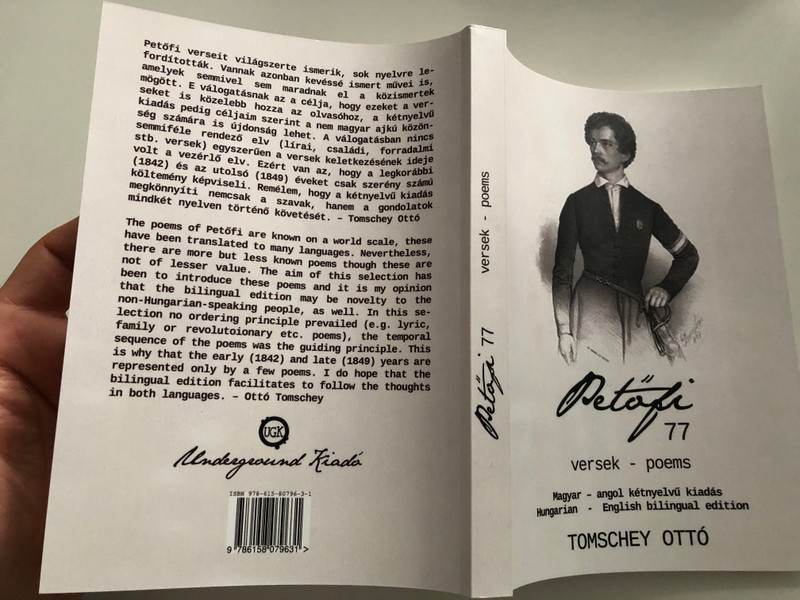 Petőfi verseit világszerte ismerik, sok nyelvre le-
fordították. Vannak azonban kevéssé ismert művei is,
amelyek semmivel sem maradnak el a közismertek
mögött. E válogatásnak az a célja, hogy ezeket a ver-
seket is közelebb hozza az olvasóhoz, a kétnyelvű
kiadás pedig céljaim szerint a nem magyar ajkú közön-
ség számára is újdonság lehet. A válogatásban nincs
semmiféle rendező elv (lírai, családi, forradalmi
stb. versek) egyszerűen a versek keletkezésének ideje
volt a vezérlő elv. Ezért van az, hogy a legkorábbi
(1842) és az utolsó (1849) éveket csak szerény számú
költemény képviseli. Remélem, hogy a kétnyelvű kiadás
megkönnyíti nemcsak a szavak, hanem a gondolatok
mindkét nyelven történő követését. – Tomschey Ottó
The poems of Petőfi are known on a world scale, these
have been translated to many languages. Nevertheless,
there are more but less known poems though these are
not of lesser value. The aim of this selection has
been to introduce these poems and it is my opinion
that the bilingual edition may be novelty to the
non-Hungarian-speaking people, as well. In this se-
lection no ordering principle prevailed (e.g. lyric,
family or revolutoionary etc. poems), the temporal
sequence of the poems was the guiding principle. This
is why that the early (1842) and late (1849) years are
represented only by a few poems. I do hope that the
bilingual edition facilitates to follow the thoughts
in both languages. – Ottó Tomschey
UGK
Underground Kiadó
ISBN 978-615-80796-3-1
9 786158 079631 >
Petőfi 77 versek - poems
Petőfi
77
versek - poems
Magyar - angol kétnyelvű kiadás
Hungarian - English bilingual edition
TOMSCHEY OTTÓ